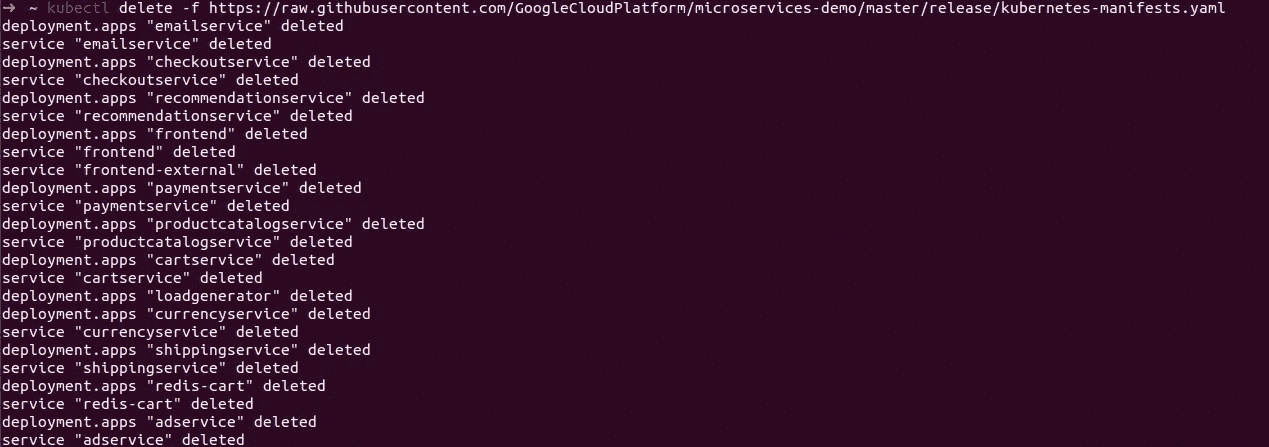 ➜ ~ kubectl delete -f https://raw.githubusercontent.com/GoogleCloudPlatform/microservices-demo/master/release/kubernetes-manifests.yaml
deployment.apps "emailservice" deleted
service "emailservice" deleted
deployment.apps "checkoutservice" deleted
service "checkoutservice" deleted
deployment.apps "recommendationservice" deleted
service "recommendationservice" deleted
deployment.apps "frontend" deleted
service "frontend" deleted
service "frontend-external" deleted
deployment.apps "paymentservice" deleted
service "paymentservice" deleted
deployment.apps "productcatalogservice" deleted
service "productcatalogservice" deleted
deployment.apps "cartservice" deleted
service "cartservice" deleted
deployment.apps "loadgenerator" deleted
deployment.apps "currencyservice" deleted
service "currencyservice" deleted
deployment.apps "shippingservice" deleted
service "shippingservice" deleted
deployment.apps "redis-cart" deleted
service "redis-cart" deleted
deployment.apps "adservice" deleted
service "adservice" deleted